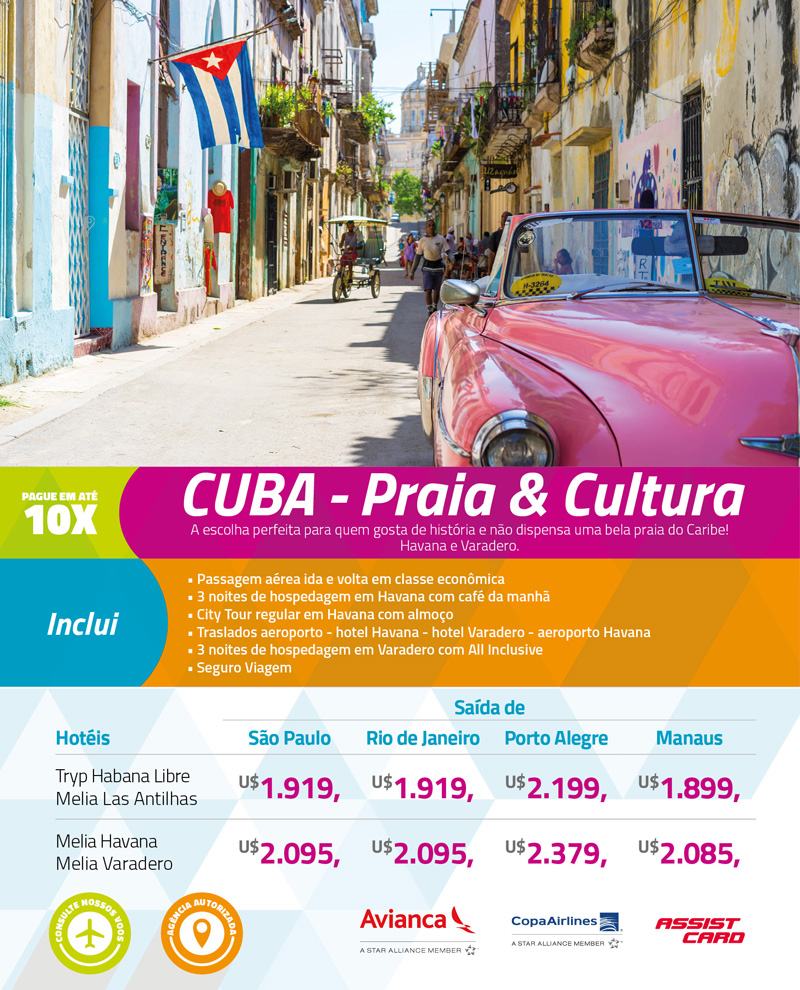 H-3264
PAGUE EM ATÉ
10X
CUBA - Praia & Cultura
A escolha perfeita para quem gosta de história e não dispensa uma bela praia do Caribe!
Havana e Varadero.
Inclui
• Passagem aérea ida e volta em classe econômica
• 3 noites de hospedagem em Havana com café da manhã
• City Tour regular em Havana com almoço
• Traslados aeroporto - hotel Havana - hotel Varadero - aeroporto Havana
• 3 noites de hospedagem em Varadero com All Inclusive
• Seguro Viagem
Saída de
Hotéis São Paulo Rio de Janeiro Porto Alegre Manaus
Tryp Habana Libre
Melia Las Antilhas
U$1.919, U$1.919, U$2.199, U$1.899,
Melia Havana
Melia Varadero
U$2.095, U$2.095, U$2.379, U$2.085,
CONSULTE NOSSOS VOOS
AGÊNCIA AUTORIZADA
Avianca
A STAR ALLIANCE MEMBER
CopaAirlines
A STAR ALLIANCE MEMBER
ASSIST
CARD